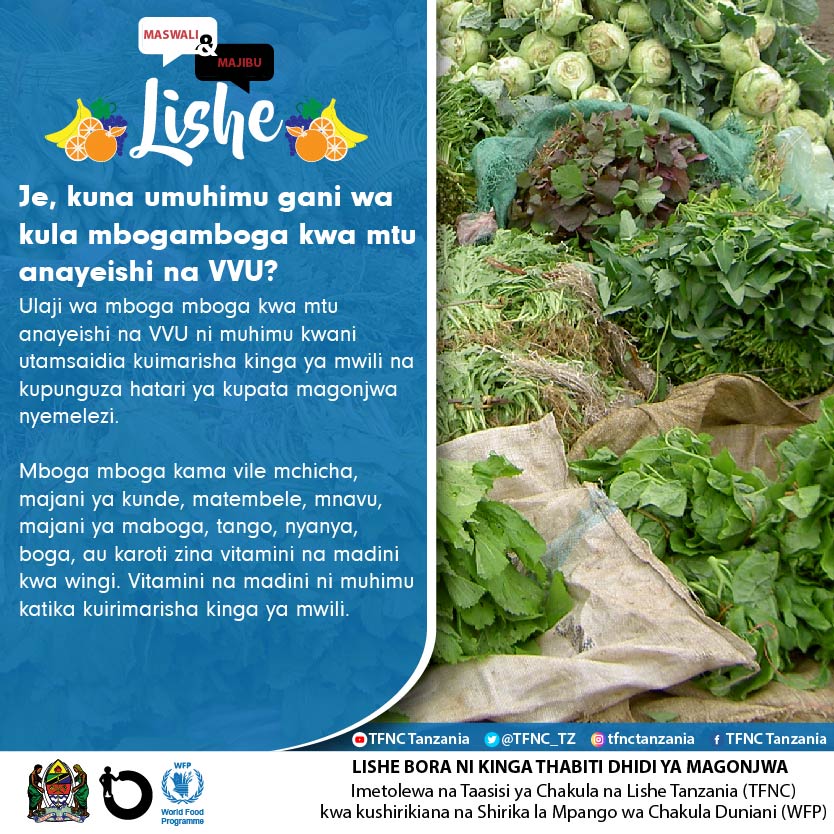 MASWALI
&
MAJIBU
Lishe
Je, kuna umuhimu gani wa
kula mbogamboga kwa mtu
anayeishi na VVU?
Ulaji wa mboga mboga kwa mtu
anayeishi na VVU ni muhimu kwani
utamsaidia kuimarisha kinga ya mwili na
kupunguza hatari ya kupata magonjwa
nyemelezi.
Mboga mboga kama vile mchicha,
majani ya kunde, matembele, mnavu,
majani ya maboga, tango, nyanya,
boga, au karoti zina vitamini na madini
kwa wingi. Vitamini na madini ni muhimu
katika kuirimarisha kinga ya mwili.
TFNC Tanzania @TFNC_TZ tfnctanzania TFNC Tanzania
WFP
World Food
Programme
LISHE BORA NI KINGA THABITI DHIDI YA MAGONJWA
Imetolewa na Taasisi ya Chakula na Lishe Tanzania (TFNC)
kwa kushirikiana na Shirika la Mpango wa Chakula Duniani (WFP)